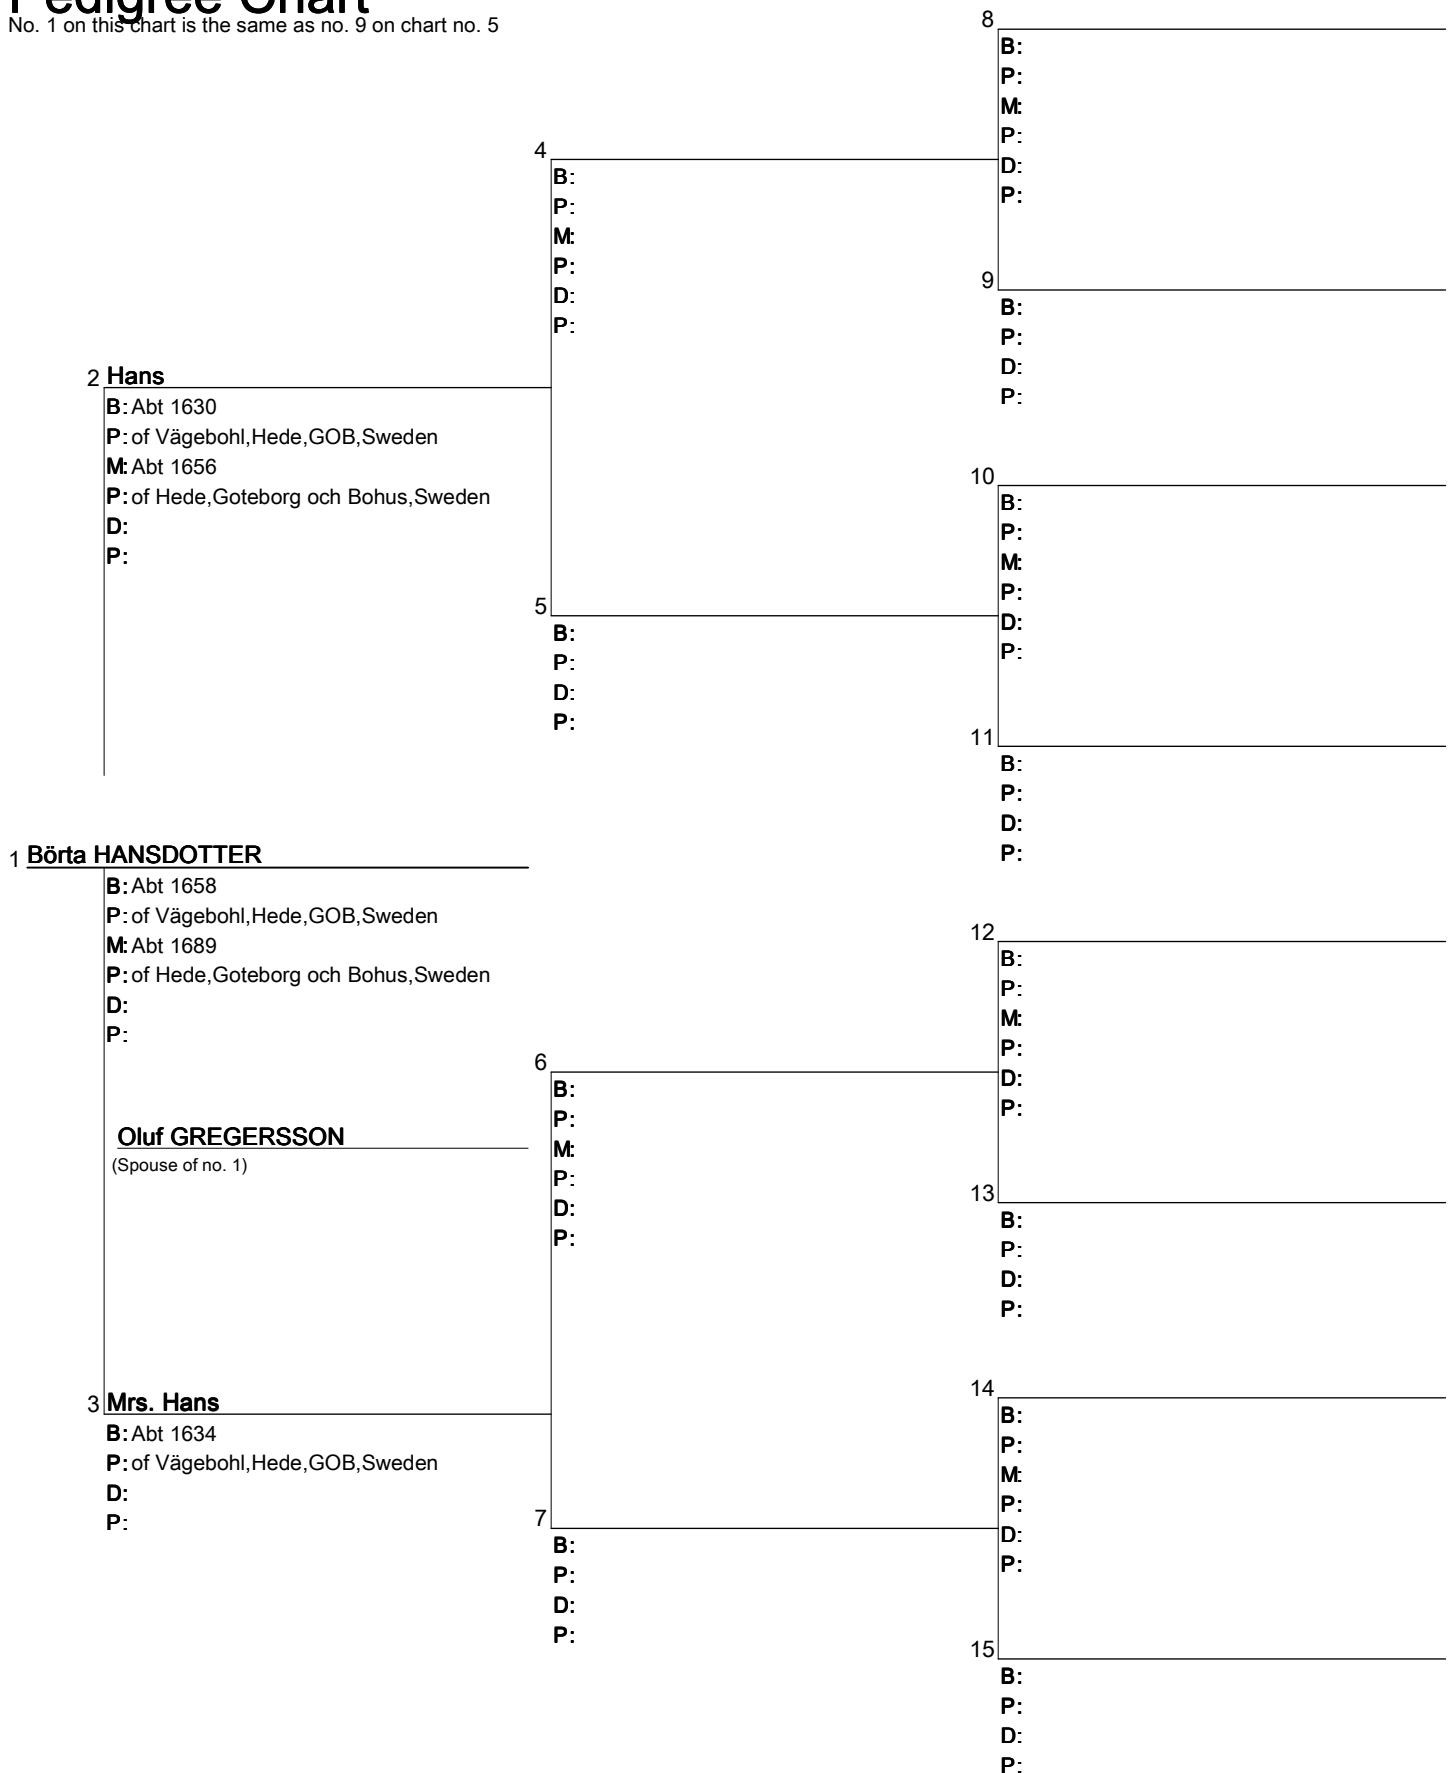 Pedigree Chart
No. 1 on this chart is the same as no. 9 on chart no. 5
8
B:
P:
M:
P:
D:
P:
4
B:
P:
M:
P:
D:
P:
9
B:
P:
D:
P:
2 Hans
B: Abt 1630
P: of Vägebohl,Hede,GOB,Sweden
M: Abt 1656
P: of Hede,Goteborg och Bohus,Sweden
D:
P:
10
B:
P:
M:
P:
D:
P:
5
B:
P:
D:
P:
11
B:
P:
D:
P:
1 Börta HANSDOTTER
B: Abt 1658
P: of Vägebohl,Hede,GOB,Sweden
M: Abt 1689
P: of Hede,Goteborg och Bohus,Sweden
D:
P:
12
B:
P:
M:
P:
D:
P:
6
B:
P:
M:
P:
D:
P:
Oluf GREGERSSON
(Spouse of no. 1)
13
B:
P:
D:
P:
3 Mrs. Hans
B: Abt 1634
P: of Vägebohl,Hede,GOB,Sweden
D:
P:
14
B:
P:
M:
P:
D:
P:
7
B:
P:
D:
P:
15
B:
P:
D:
P: